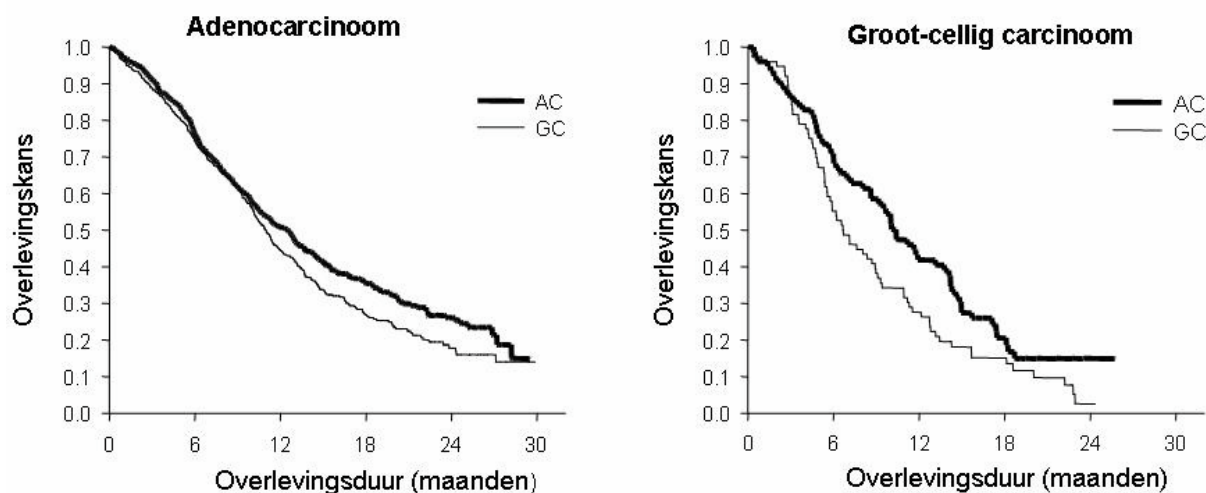 Adenocarcinoom
1.0
0.9
0.8
0.7
0.6
0.5
0.4
0.3
0.2
0.1
0.0
Overlevingskans
AC
GC
0 6 12 18 24 30
Overlevingsduur (maanden)
Groot-cellig carcinoom
1.0
0.9
0.8
0.7
0.6
0.5
0.4
0.3
0.2
0.1
0.0
Overlevingskans
AC
GC
0 6 12 18 24 30
Overlevingsduur (maanden)